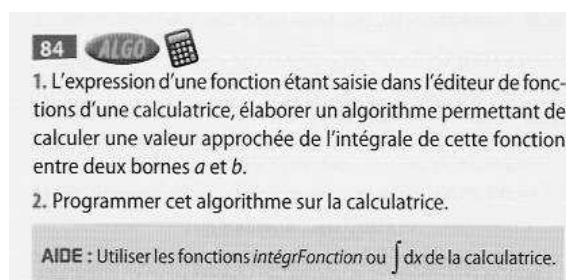 84 ALGO
1. L'expression d'une fonction étant saisie dans l'éditeur de fonc-
tions d'une calculatrice, élaborer un algorithme permettant de
calculer une valeur approchée de l'intégrale de cette fonction
entre deux bornes a et b.
2. Programmer cet algorithme sur la calculatrice.
AIDE : Utiliser les fonctions intégrFonction ou ∫dx de la calculatrice.